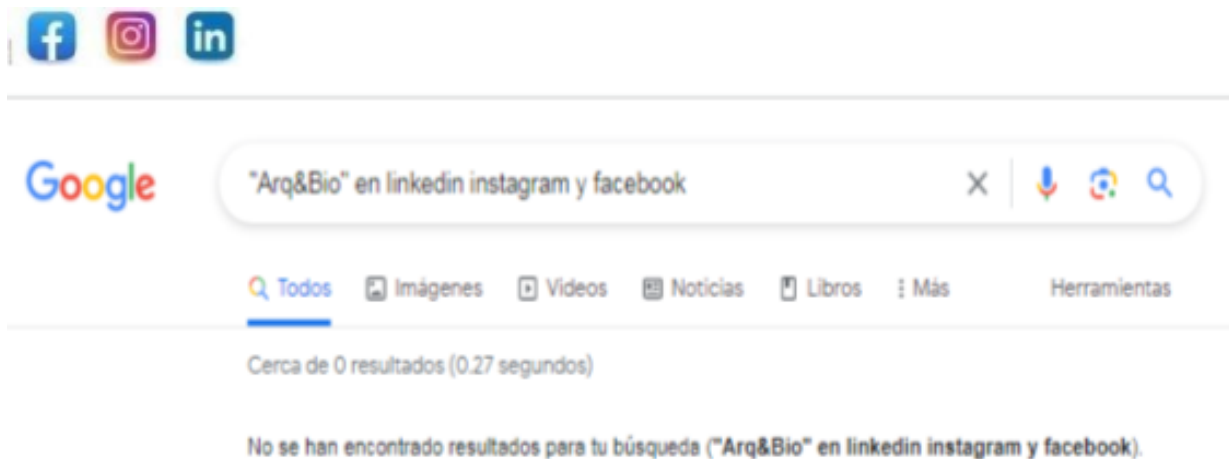 Google
"Arq&Bio" en linkedin instagram y facebook
Todos Imágenes Videos Noticias Libros Más Herramientas
Cerca de 0 resultados (0.27 segundos)
No se han encontrado resultados para tu búsqueda ("Arq&Bio" en linkedin instagram y facebook).